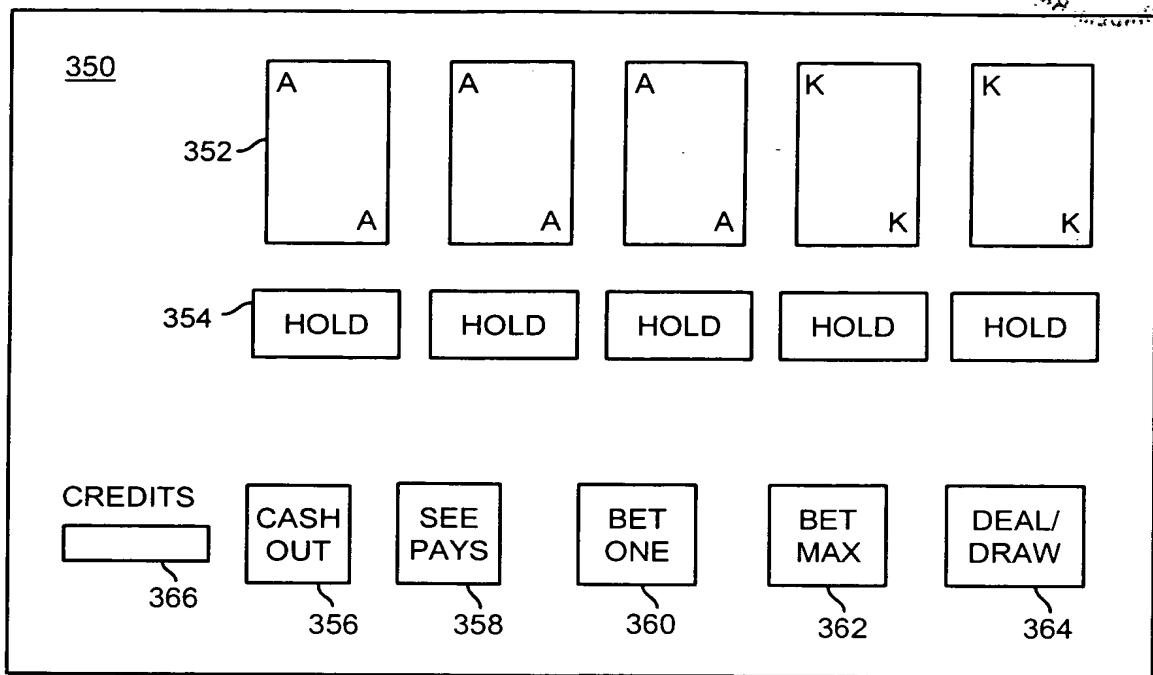 350
A A A K K
352
A A A K K
354 HOLD HOLD HOLD HOLD HOLD
CREDITS
CASH OUT
SEE PAYS
BET ONE
BET MAX
DEAL/ DRAW
366
356
358
360
362
364